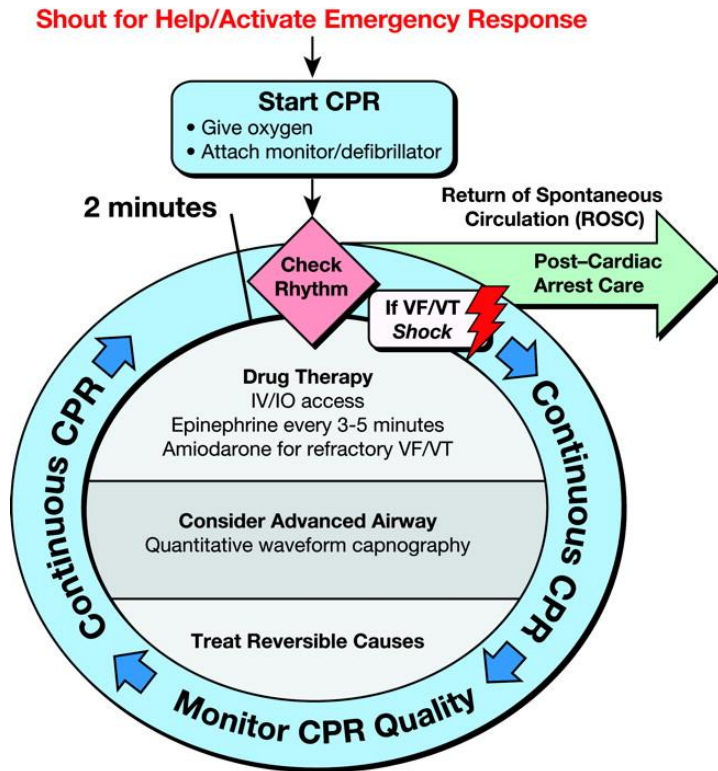 Shout for Help/Activate Emergency Response
Start CPR
• Give oxygen
• Attach monitor/defibrillator
2 minutes
Return of Spontaneous
Circulation (ROSC)
Check
Rhythm
Post–Cardiac
Arrest Care
If VF/VT
Shock
Drug Therapy
IV/IO access
Epinephrine every 3-5 minutes
Amiodarone for refractory VF/VT
Consider Advanced Airway
Quantitative waveform capnography
Treat Reversible Causes
Continuous CPR
Monitor CPR Quality
Continuous CPR